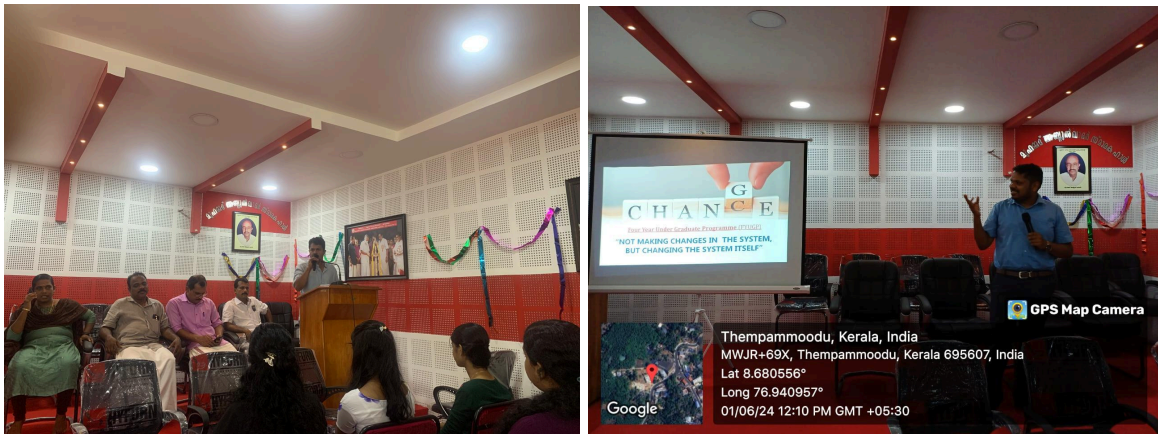 G
CHANCE
Four Year Under Graduate Programme (FYUGP)
"NOT MAKING CHANGES IN THE SYSTEM,
BUT CHANGING THE SYSTEM ITSELF"
GPS Map Camera
Thempammoodu, Kerala, India
MWJR+69X, Thempammoodu, Kerala 695607, India
Lat 8.680556°
Long 76.940957°
01/06/24 12:10 PM GMT +05:30
Google